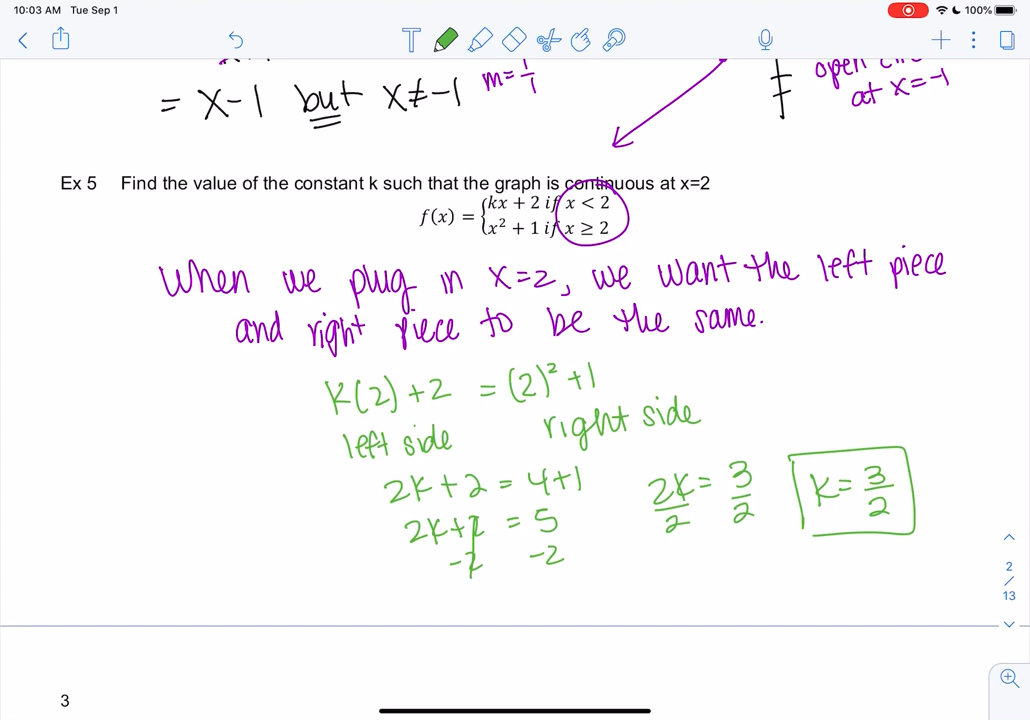 10:03 AM Tue Sep 1
100%
= x-1 but x≠-1
m=1/1
open
at x=-1
Ex 5 Find the value of the constant k such that the graph is continuous at x=2
f(x) = {kx + 2 if x < 2
x² + 1 if x ≥ 2
When we plug in x=2, we want the left piece
and right piece to be the same.
K(2)+2 = (2)²+1
left side right side
2K+2 = 4+1
2K+2 = 5
-2 -2
2K/2 = 3/2
K = 3/2
2
/
13
3